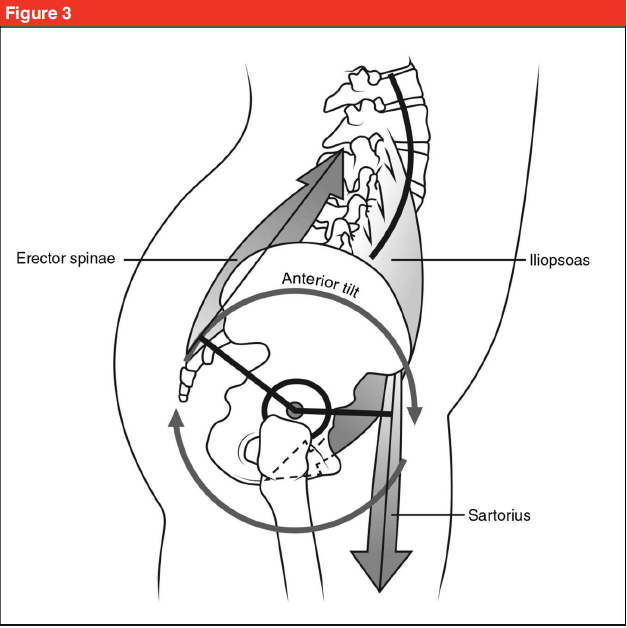 Figure 3
Erector spinae
Iliopsoas
Anterior tilt
Sartorius